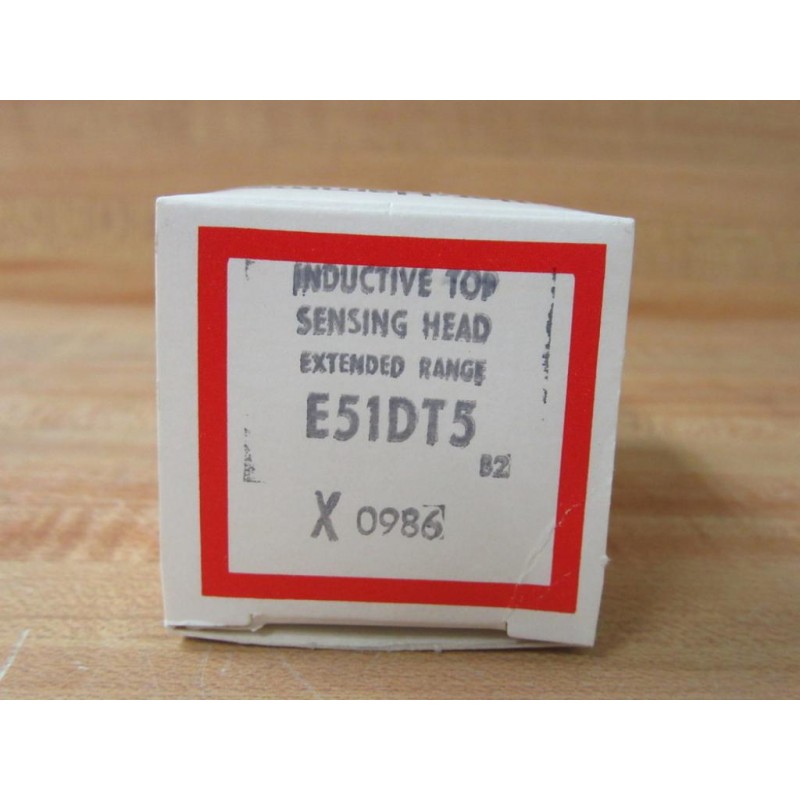 INDUCTIVE TOP
SENSING HEAD
EXTENDED RANGE
E51DT5
B2
X 0986